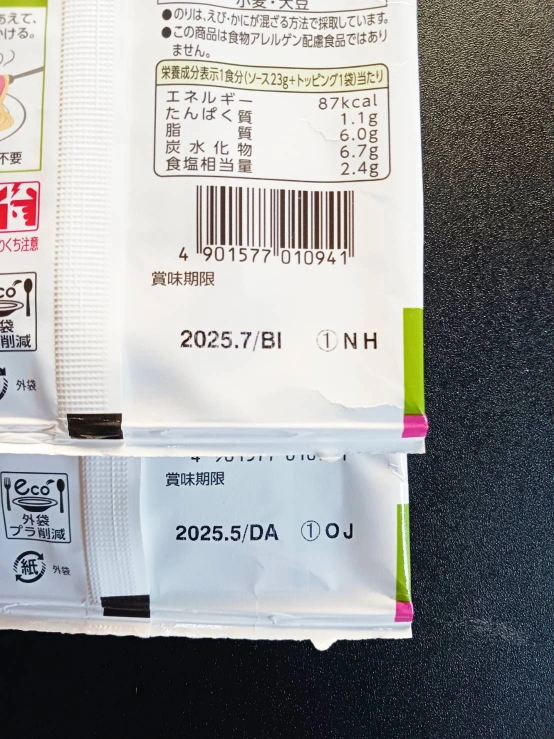 小麦・大豆
●のりは、えび・かにが混ざる方法で採取しています。
●この商品は食物アレルゲン配慮食品ではあり
ません。
栄養成分表示1食分(ソース23g+トッピング1袋)当たり
エネルギー 87kcal
たんぱく質 1.1g
脂質 6.0g
炭水化物 6.7g
食塩相当量 2.4g
4 901577 010941
賞味期限
2025.7/BI ①NH
あえて、
かける。
不要
のくち注意
袋
削減
外袋
賞味期限
2025.5/DA ①OJ
eco
外袋
プラ削減
紙 外袋